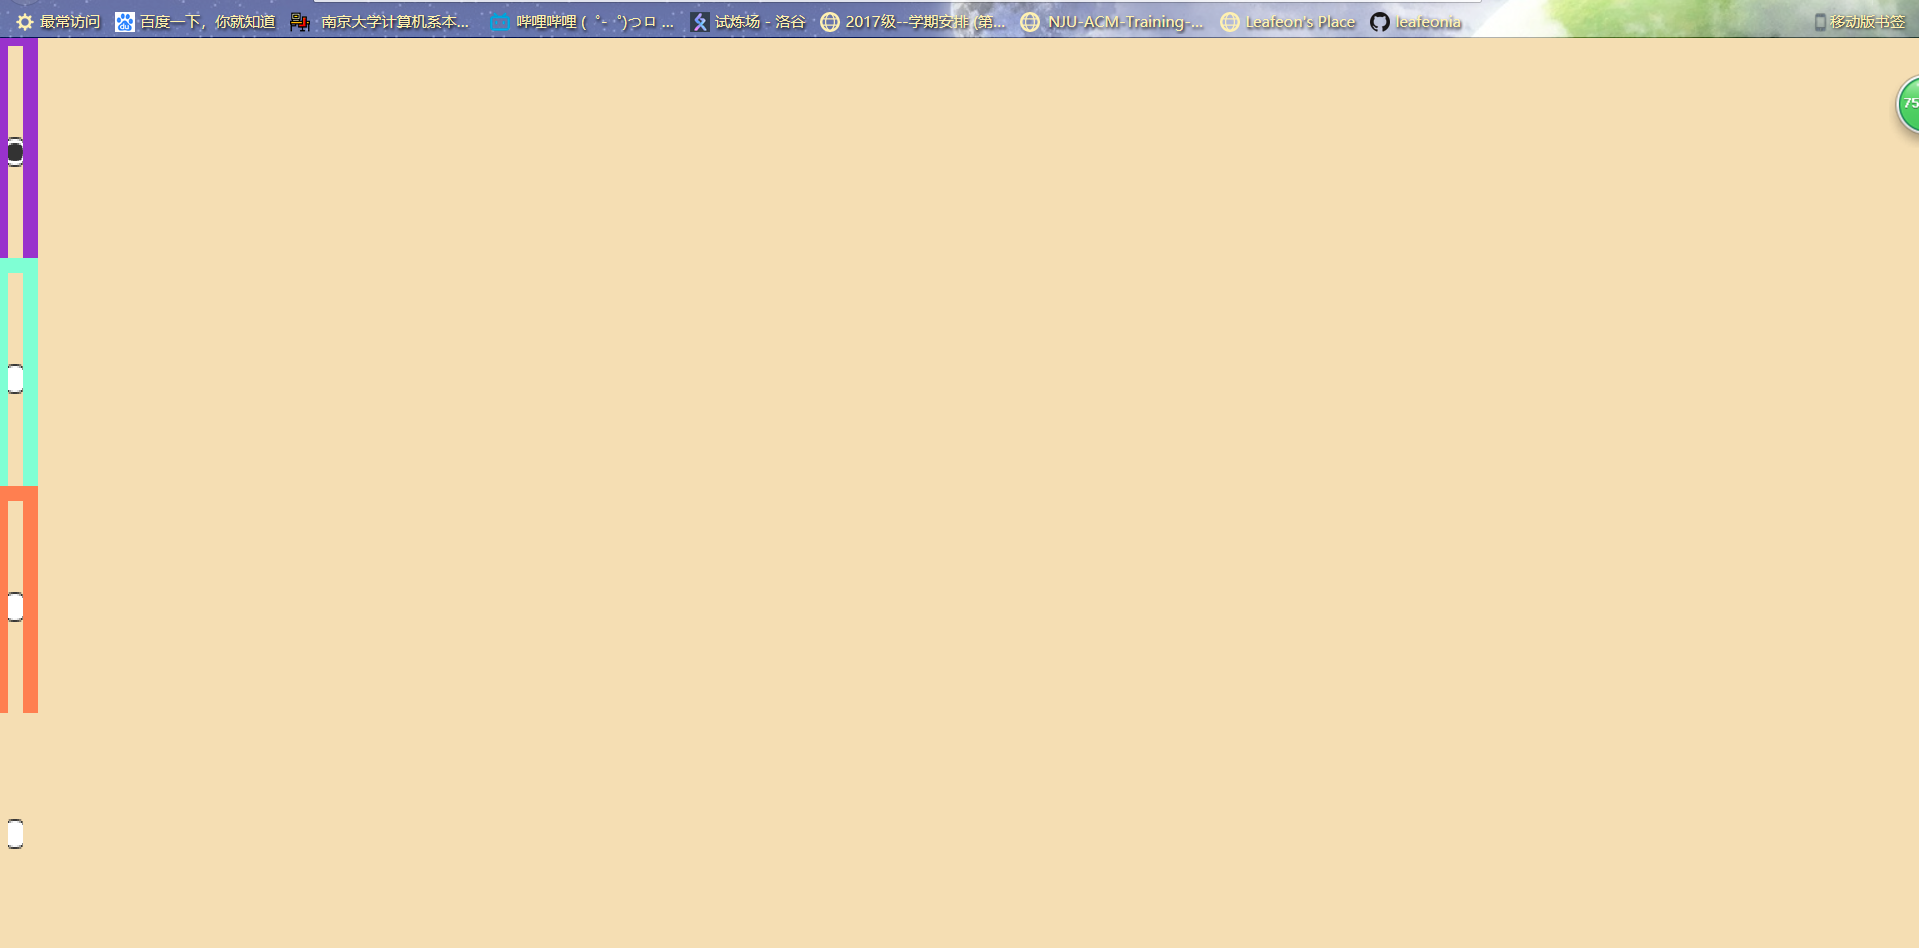 最常访问
百度一下，你就知道
南京大学计算机系本...
哔哩哔哩 ( ゜- ゜)つロ ...
试炼场 - 洛谷
2017级--学期安排 (第...
NJU-ACM-Training-...
Leafeon's Place
leafeonia
移动版书签
75